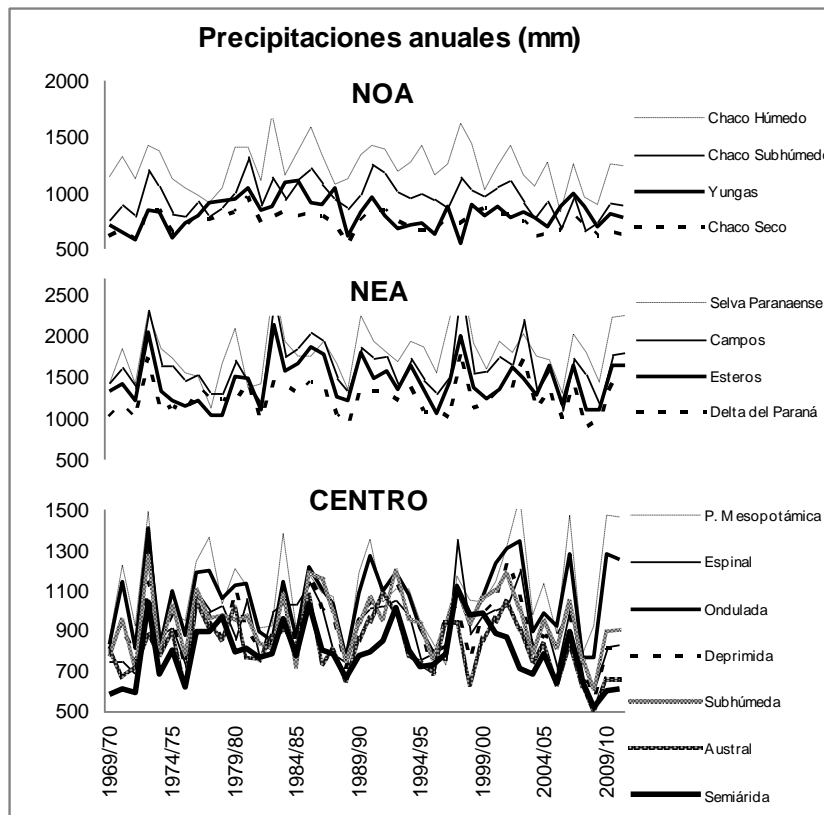 Precipitaciones anuales (mm)
NOA
2000
1500
1000
500
Chaco Húmedo
Chaco Subhúmedo
Yungas
Chaco Seco
NEA
2500
2000
1500
1000
500
Selva Paranaense
Campos
Esteros
Delta del Paraná
CENTRO
1500
1300
1100
900
700
500
P. Mesopotámica
Espinal
Ondulada
Deprimida
Subhúmeda
Austral
Semiárida
1969/70
1974/75
1979/80
1984/85
1989/90
1994/95
1999/00
2004/05
2009/10